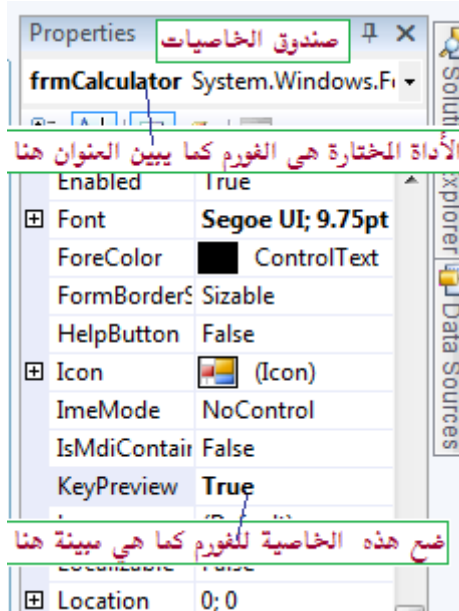 Properties
صندوق الخاصيات
frmCalculator System.Windows.F
الأداة المختارة هى الفورم كما يبين العنوان هنا
Enabled True
Font Segoe UI; 9.75pt
ForeColor ControlText
FormBorderS Sizable
HelpButton False
Icon (Icon)
ImeMode NoControl
IsMdiContair False
KeyPreview True
ضع هذه الخاصية للفورم كما هي مبينة هنا
Location 0; 0
Explorer
Data Sources